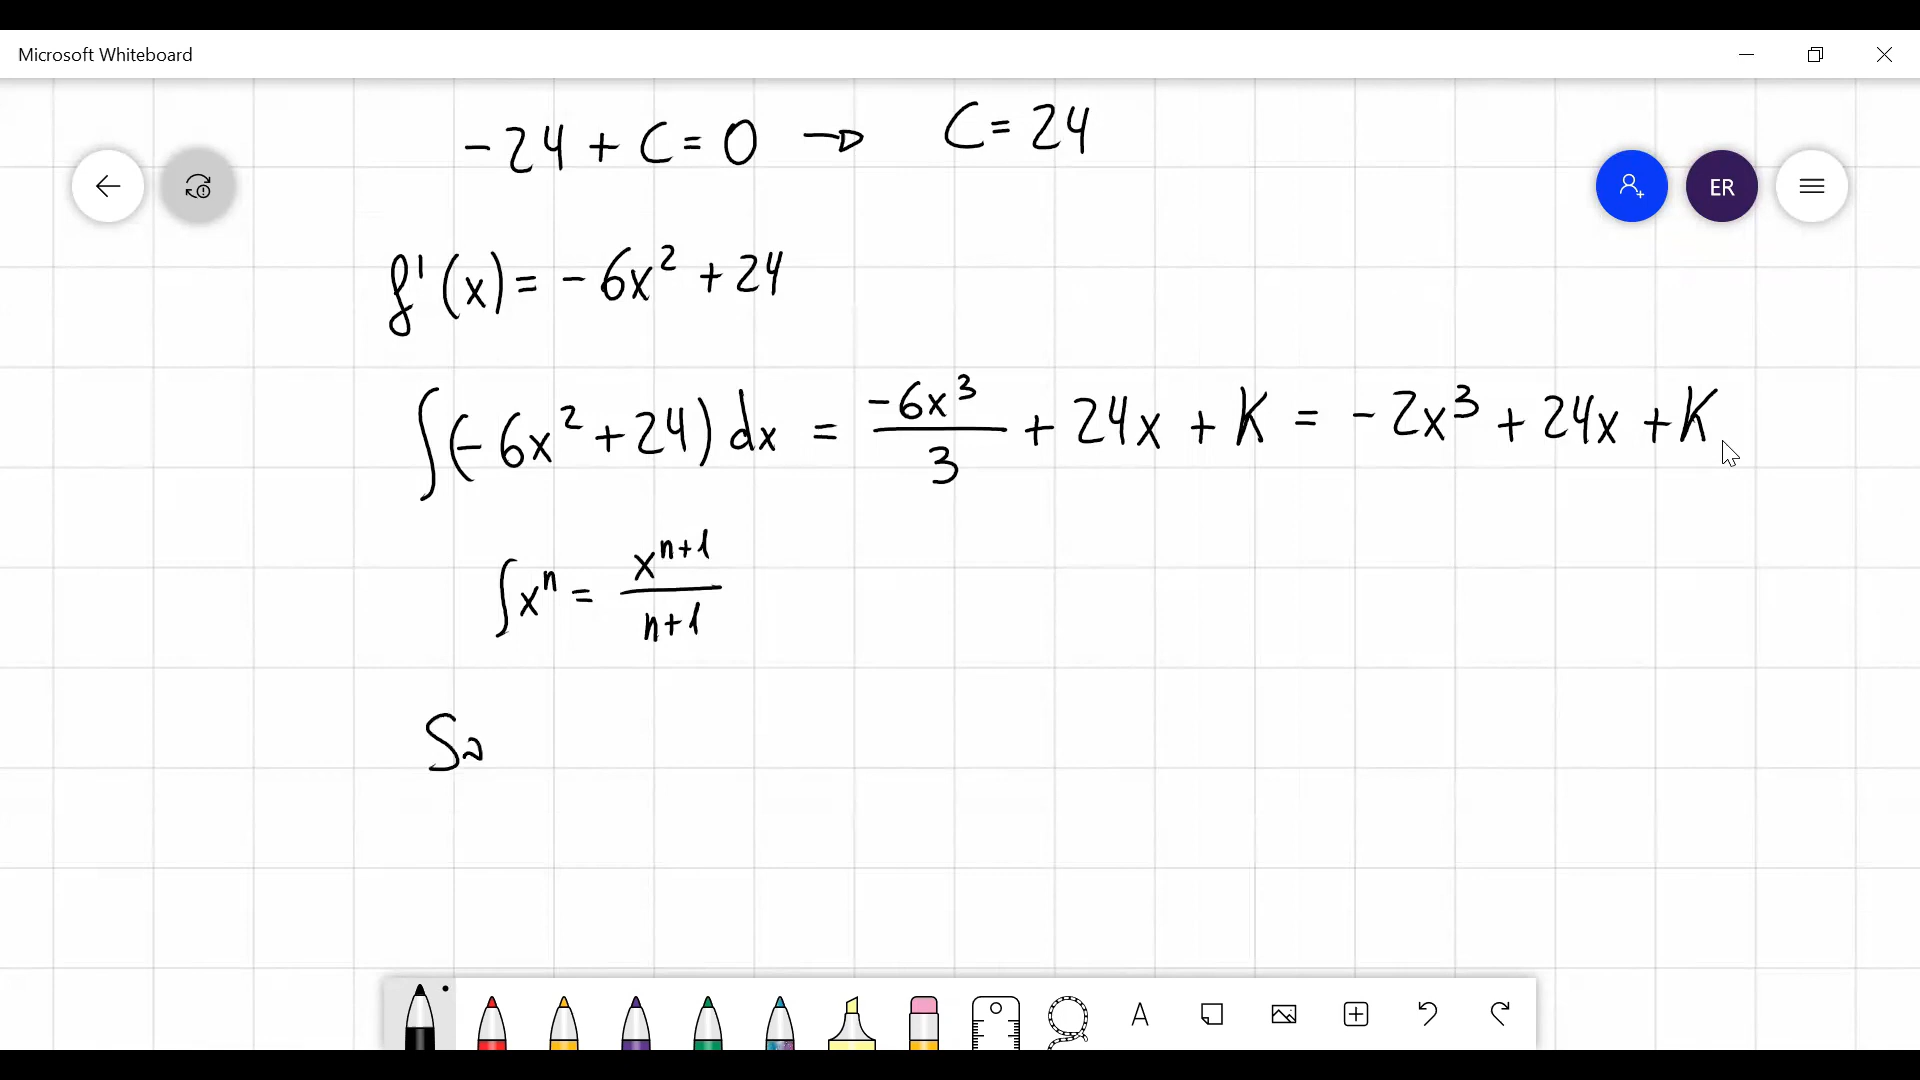 Microsoft Whiteboard
-24 + C = 0 → C = 24
ER
f'(x) = -6x² + 24
∫(-6x² + 24) dx = -6x³/3 + 24x + K = -2x³ + 24x + K
∫xⁿ = xⁿ⁺¹/n+1
Sa
A